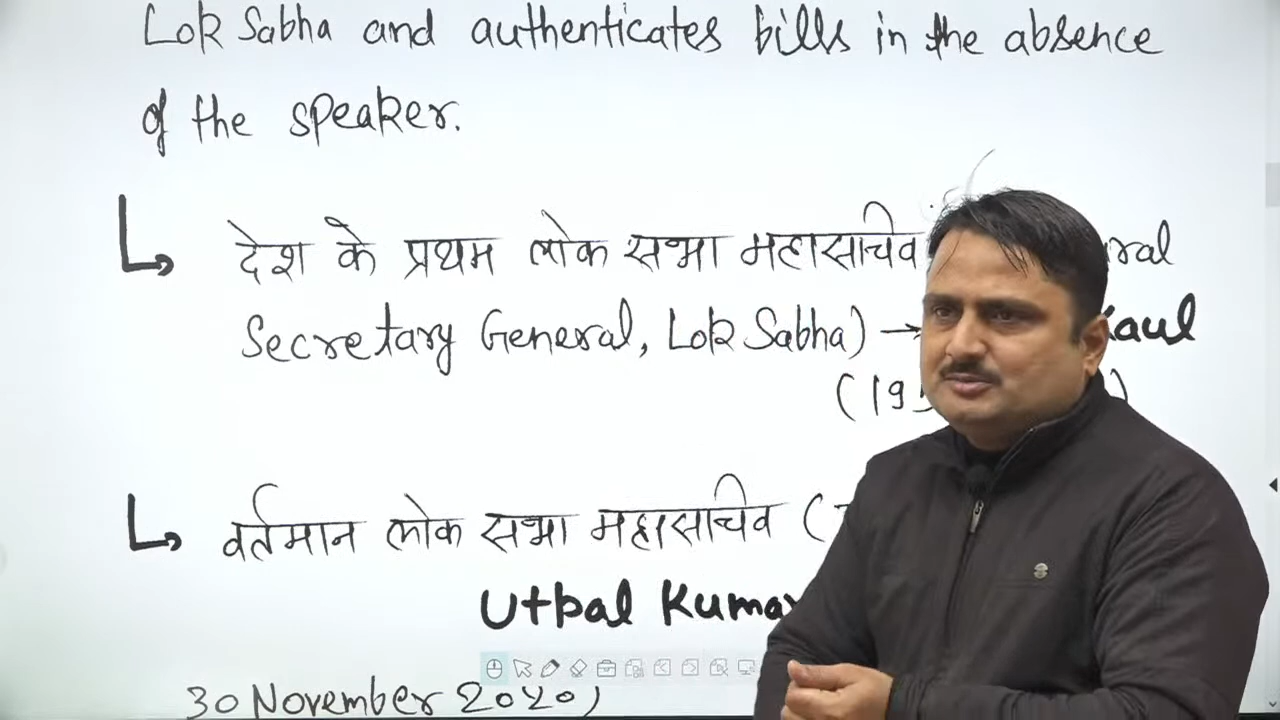 Lok Sabha and authenticates bills in the absence
of the speaker.
देश के प्रथम लोक सभा महासचिव
Secretary General, Lok Sabha) → Kaul
(19 )
वर्तमान लोक सभा महासचिव (
Utpal Kumar
30 November 2020)